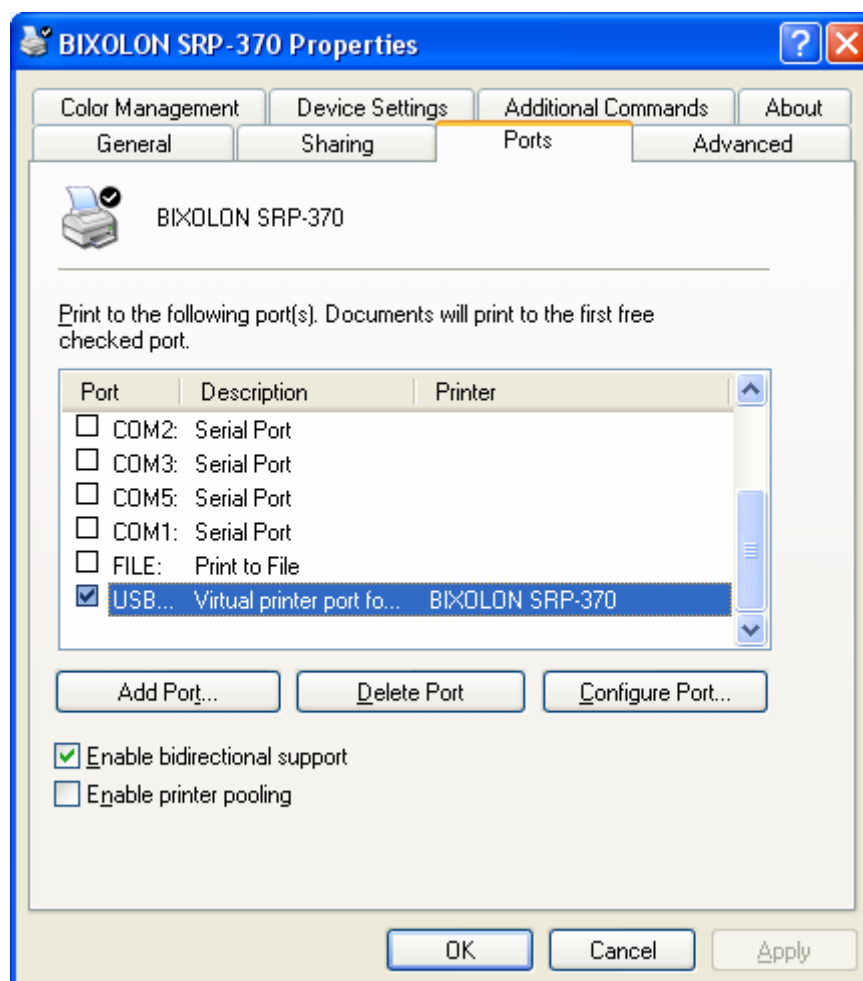 BIXOLON SRP-370 Properties
Color Management Device Settings Additional Commands About
General Sharing Ports Advanced
BIXOLON SRP-370
Print to the following port(s). Documents will print to the first free
checked port.
Port Description Printer
COM2: Serial Port
COM3: Serial Port
COM5: Serial Port
COM1: Serial Port
FILE: Print to File
USB... Virtual printer port fo... BIXOLON SRP-370
Add Port... Delete Port Configure Port...
Enable bidirectional support
Enable printer pooling
OK Cancel Apply